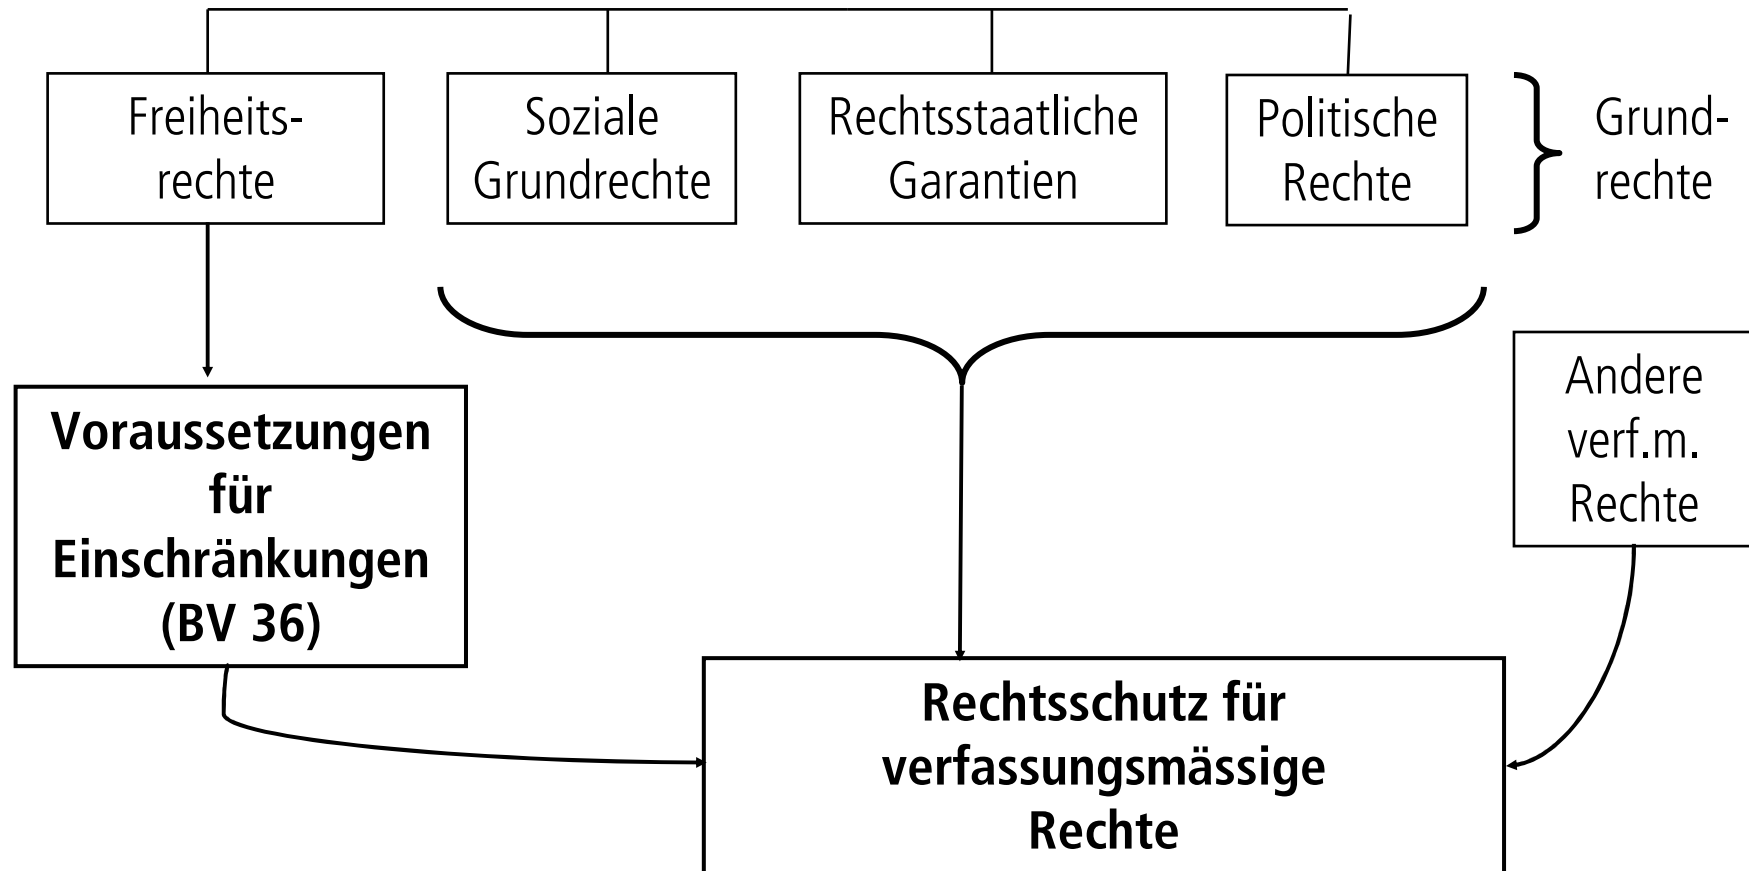 Freiheits-
rechte
Soziale
Grundrechte
Rechtsstaatliche
Garantien
Politische
Rechte
Grund-
rechte
Voraussetzungen
für
Einschränkungen
(BV 36)
Andere
verf.m.
Rechte
Rechtsschutz für
verfassungsmässige
Rechte